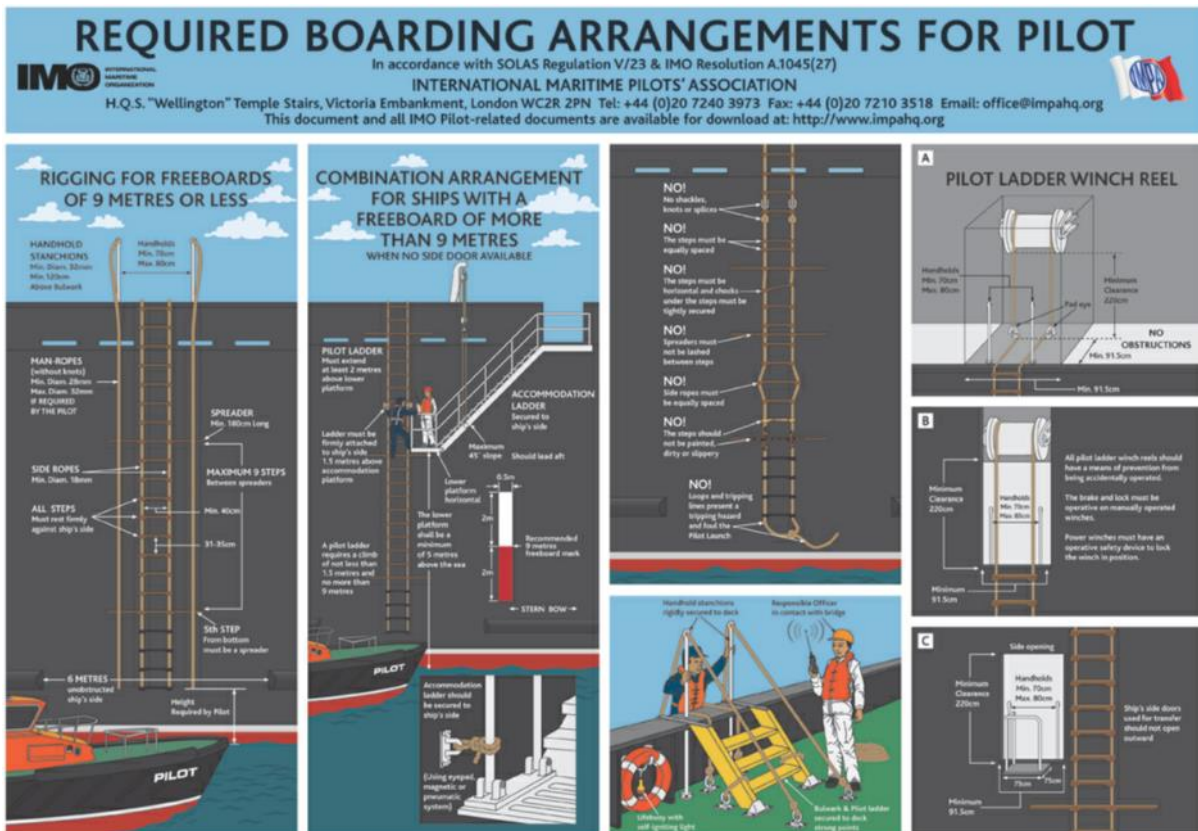 REQUIRED BOARDING ARRANGEMENTS FOR PILOT
In accordance with SOLAS Regulation V/23 & IMO Resolution A.1045(27)
IMO
INTERNATIONAL
MARITIME
ORGANIZATION
INTERNATIONAL MARITIME PILOTS' ASSOCIATION
IMPA
H.Q.S. "Wellington" Temple Stairs, Victoria Embankment, London WC2R 2PN Tel: +44 (0)20 7240 3973 Fax: +44 (0)20 7210 3518 Email: office@impahq.org
This document and all IMO Pilot-related documents are available for download at: http://www.impahq.org
RIGGING FOR FREEBOARDS
OF 9 METRES OR LESS
HANDHOLD
STANCHIONS
Min. Diam. 32mm
Min. 120cm
Above Bulwark
Handholds
Min. 70cm
Max. 80cm
MAN-ROPES
(without knots)
Min. Diam. 28mm
Max. Diam. 32mm
IF REQUIRED
BY THE PILOT
SPREADER
Min. 180cm Long
SIDE ROPES
Min. Diam. 18mm
MAXIMUM 9 STEPS
Between spreaders
ALL STEPS
Must rest firmly
against ship's side
Min. 40cm
31-35cm
5th STEP
From bottom
must be a spreader
6 METRES
unobstructed
ship's side
Height
Required by Pilot
PILOT
COMBINATION ARRANGEMENT
FOR SHIPS WITH A
FREEBOARD OF MORE
THAN 9 METRES
WHEN NO SIDE DOOR AVAILABLE
PILOT LADDER
Must extend
at least 2 metres
above lower
platform
ACCOMMODATION
LADDER
Secured to
ship's side
Ladder must be
firmly attached
to ship's side
1.5 metres above
accommodation
platform
Maximum
45° slope
Should lead aft
Lower
platform
horizontal
0.5m
2m
2m
The lower
platform
shall be a
minimum
of 5 metres
above the sea
Recommended
9 metres
freeboard mark
A pilot ladder
requires a climb
of not less than
1.5 metres and
no more than
9 metres
STERN BOW
PILOT
Accommodation
ladder should
be secured to
ship's side
(Using eyepad,
magnetic or
pneumatic
system)
NO!
No shackles,
knots or splices
NO!
The steps must be
equally spaced
NO!
The steps must be
horizontal and chocks
under the steps must be
tightly secured
NO!
Spreaders must
not be lashed
between steps
NO!
Side ropes must
be equally spaced
NO!
The steps should
not be painted,
dirty or slippery
NO!
Loops and tripping
lines present a
tripping hazard
and foul the
Pilot Launch
Handhold stanchions
rigidly secured to deck
Responsible Officer
in contact with bridge
Lifebuoy with
self-igniting light
Bulwark & Pilot ladder
secured to deck
strong points
A
PILOT LADDER WINCH REEL
Handholds
Min. 70cm
Max. 80cm
Minimum
Clearance
220cm
Pad eye
NO
OBSTRUCTIONS
Min. 91.5cm
Min. 91.5cm
B
Minimum
Clearance
220cm
Handholds
Min. 70cm
Max. 80cm
Minimum
91.5cm
All pilot ladder winch reels should
have a means of prevention from
being accidentally operated.
The brake and lock must be
operative on manually operated
winches.
Power winches must have an
operative safety device to lock
the winch in position.
C
Side opening
Minimum
Clearance
220cm
Handholds
Min. 70cm
Max. 80cm
Ship's side doors
used for transfer
should not open
outward
75cm
75cm
Minimum
91.5cm